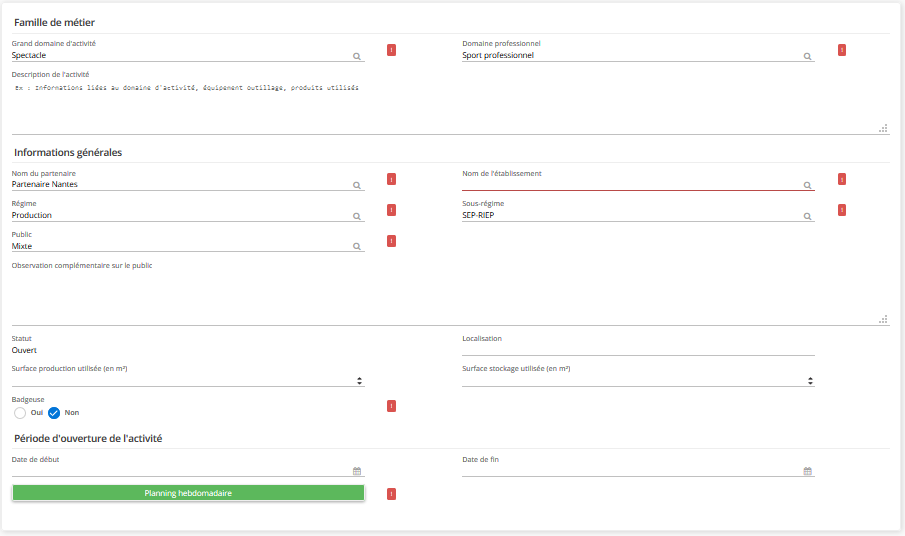 Famille de métier
Grand domaine d'activité
Domaine professionnel
Spectacle
!
Sport professionnel
!
Description de l'activité
Ex : Informations liées au domaine d'activité, équipement outillage, produits utilisés
Informations générales
Nom du partenaire
Nom de l'établissement
Partenaire Nantes
!
!
Régime
Sous-régime
Production
!
SEP-RIEP
!
Public
Mixte
!
Observation complémentaire sur le public
Statut
Localisation
Ouvert
Surface production utilisée (en m²)
Surface stockage utilisée (en m²)
Badgeuse
Oui
Non
!
Période d'ouverture de l'activité
Date de début
Date de fin
Planning hebdomadaire
!